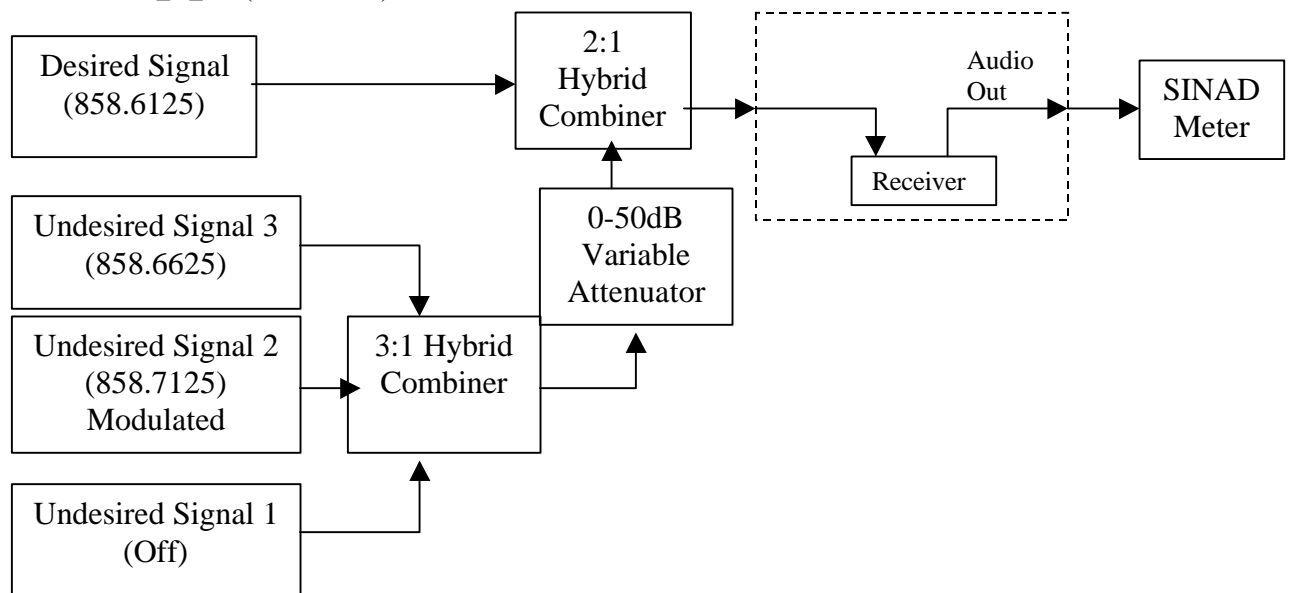 Desired Signal
(858.6125)
2:1
Hybrid
Combiner
Audio
Out
SINAD
Meter
Receiver
Undesired Signal 3
(858.6625)
0-50dB
Variable
Attenuator
Undesired Signal 2
(858.7125)
Modulated
3:1 Hybrid
Combiner
Undesired Signal 1
(Off)